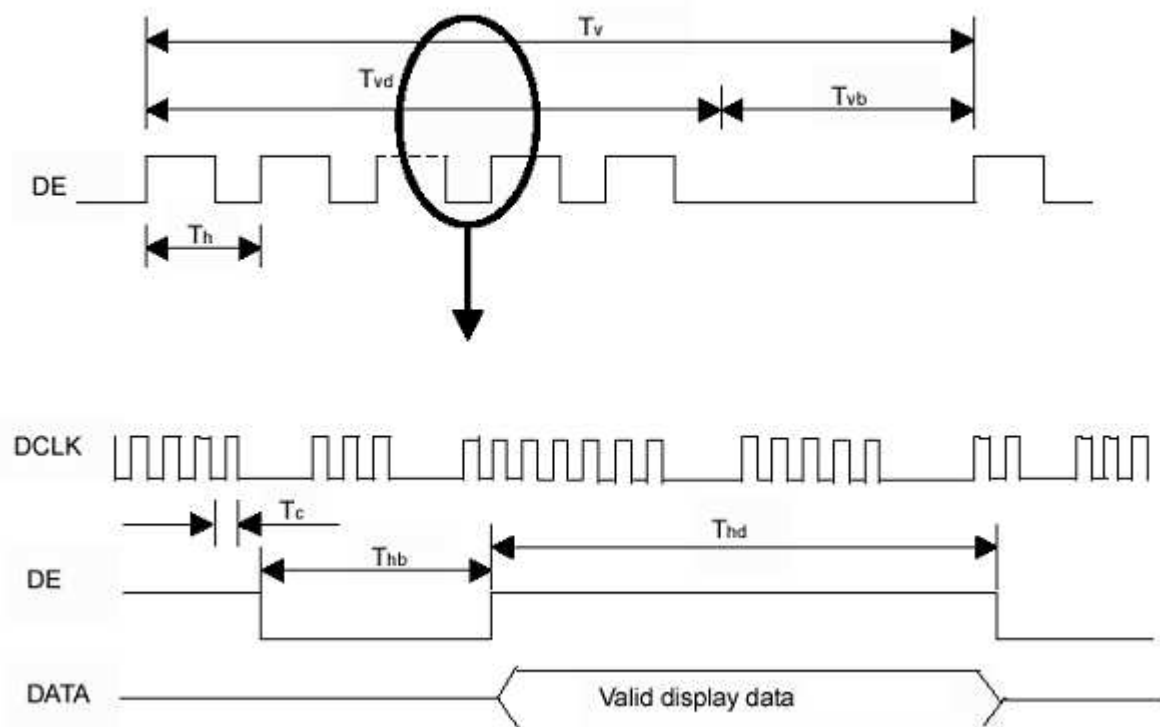 Tv
Tvd
Tvb
DE
Th
DCLK
Tc
Thd
Thb
DE
DATA
Valid display data